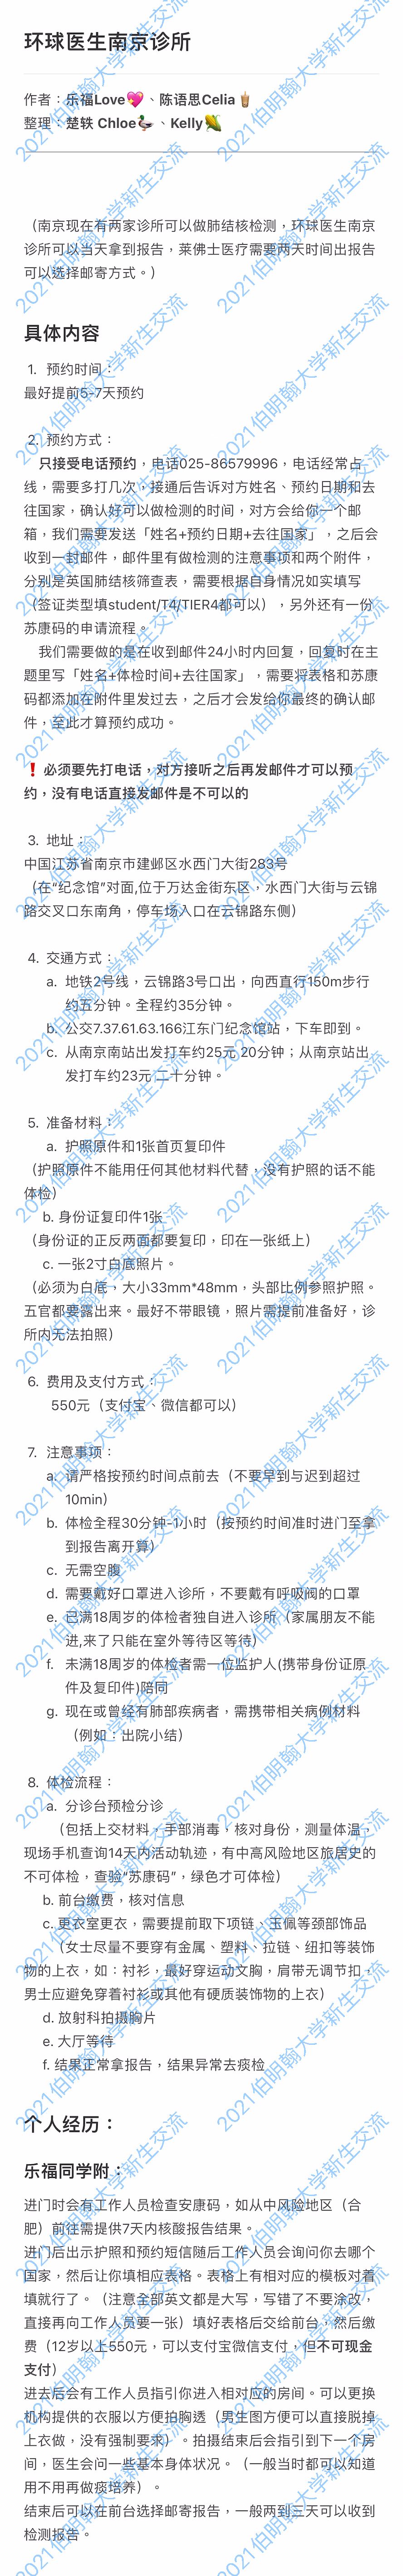 环球医生南京诊所
作者：乐福Love💖、陈语思Celia🧋
整理：楚轶 Chloe🦆、Kelly🌽
（南京现在有两家诊所可以做肺结核检测，环球医生南京
诊所可以当天拿到报告，莱佛士医疗需要两天时间出报告
可以选择邮寄方式。）
具体内容
1. 预约时间：
最好提前5-7天预约
2. 预约方式：
只接受电话预约，电话025-86579996，电话经常占
线，需要多打几次，接通后告诉对方姓名、预约日期和去
往国家，确认好可以做检测的时间，对方会给你一个邮
箱，我们需要发送「姓名+预约日期+去往国家」，之后会
收到一封邮件，邮件里有做检测的注意事项和两个附件，
分别是英国肺结核筛查表，需要根据自身情况如实填写
（签证类型填student/T4/TIER4都可以），另外还有一份
苏康码的申请流程。
我们需要做的是在收到邮件24小时内回复，回复时在主
题里写「姓名+体检时间+去往国家」，需要将表格和苏康
码都添加在附件里发过去，之后才会发给你最终的确认邮
件，至此才算预约成功。
❗必须要先打电话，对方接听之后再发邮件才可以预
约，没有电话直接发邮件是不可以的
3. 地址：
中国江苏省南京市建邺区水西门大街283号
（在“纪念馆”对面,位于万达金街东区，水西门大街与云锦
路交叉口东南角，停车场入口在云锦路东侧）
4. 交通方式：
a. 地铁2号线，云锦路3号口出，向西直行150m步行
约五分钟。全程约35分钟。
b. 公交7.37.61.63.166江东门纪念馆站，下车即到。
c. 从南京南站出发打车约25元 20分钟；从南京站出
发打车约23元 二十分钟。
5. 准备材料：
a. 护照原件和1张首页复印件
（护照原件不能用任何其他材料代替，没有护照的话不能
体检）
b. 身份证复印件1张
（身份证的正反两面都要复印，印在一张纸上）
c. 一张2寸白底照片。
（必须为白底，大小33mm*48mm，头部比例参照护照。
五官都要露出来。最好不带眼镜，照片需提前准备好，诊
所内无法拍照）
6. 费用及支付方式：
550元（支付宝、微信都可以）
7. 注意事项：
a. 请严格按预约时间点前去（不要早到与迟到超过
10min）
b. 体检全程30分钟-1小时（按预约时间准时进门至拿
到报告离开算）
c. 无需空腹
d. 需要戴好口罩进入诊所，不要戴有呼吸阀的口罩
e. 已满18周岁的体检者独自进入诊所（家属朋友不能
进,来了只能在室外等待区等待）
f. 未满18周岁的体检者需一位监护人(携带身份证原
件及复印件)陪同
g. 现在或曾经有肺部疾病者，需携带相关病例材料
（例如：出院小结）
8. 体检流程：
a. 分诊台预检分诊
（包括上交材料，手部消毒，核对身份，测量体温，
现场手机查询14天内活动轨迹，有中高风险地区旅居史的
不可体检，查验“苏康码”，绿色才可体检）
b. 前台缴费，核对信息
c. 更衣室更衣，需要提前取下项链、玉佩等颈部饰品
（女士尽量不要穿有金属、塑料、拉链、纽扣等装饰
物的上衣，如：衬衫，最好穿运动文胸，肩带无调节扣，
男士应避免穿着衬衫或其他有硬质装饰物的上衣）
d. 放射科拍摄胸片
e. 大厅等待
f. 结果正常拿报告，结果异常去痰检
个人经历：
乐福同学附：
进门时会有工作人员检查安康码，如从中风险地区（合
肥）前往需提供7天内核酸报告结果。
进门后出示护照和预约短信随后工作人员会询问你去哪个
国家，然后让你填相应表格。表格上有相对应的模板对着
填就行了。（注意全部英文都是大写，写错了不要涂改，
直接再向工作人员要一张）填好表格后交给前台，然后缴
费（12岁以上550元，可以支付宝微信支付，但不可现金
支付）
进去后会有工作人员指引你进入相对应的房间。可以更换
机构提供的衣服以方便拍胸透（男生图方便可以直接脱掉
上衣做，没有强制要求）。拍摄结束后会指引到下一个房
间，医生会问一些基本身体状况。（一般当时都可以知道
用不用再做痰培养）。
结束后可以在前台选择邮寄报告，一般两到三天可以收到
检测报告。
2021伯明翰大学新生交流